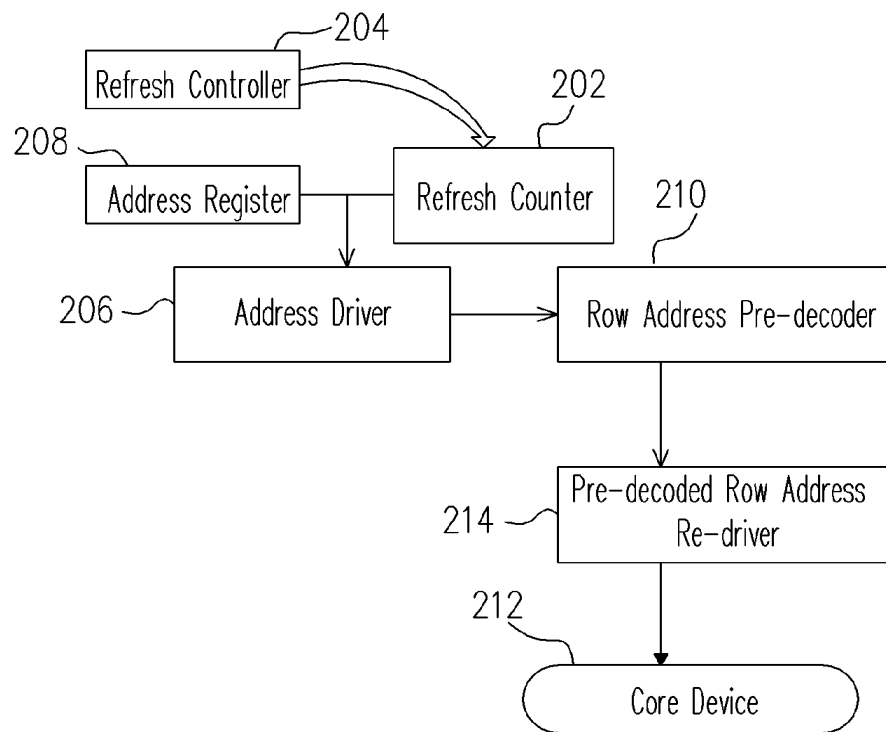 204
Refresh Controller
202
208
Address Register
Refresh Counter
210
206
Address Driver
Row Address Pre-decoder
Pre-decoded Row Address
Re-driver
214
212
Core Device